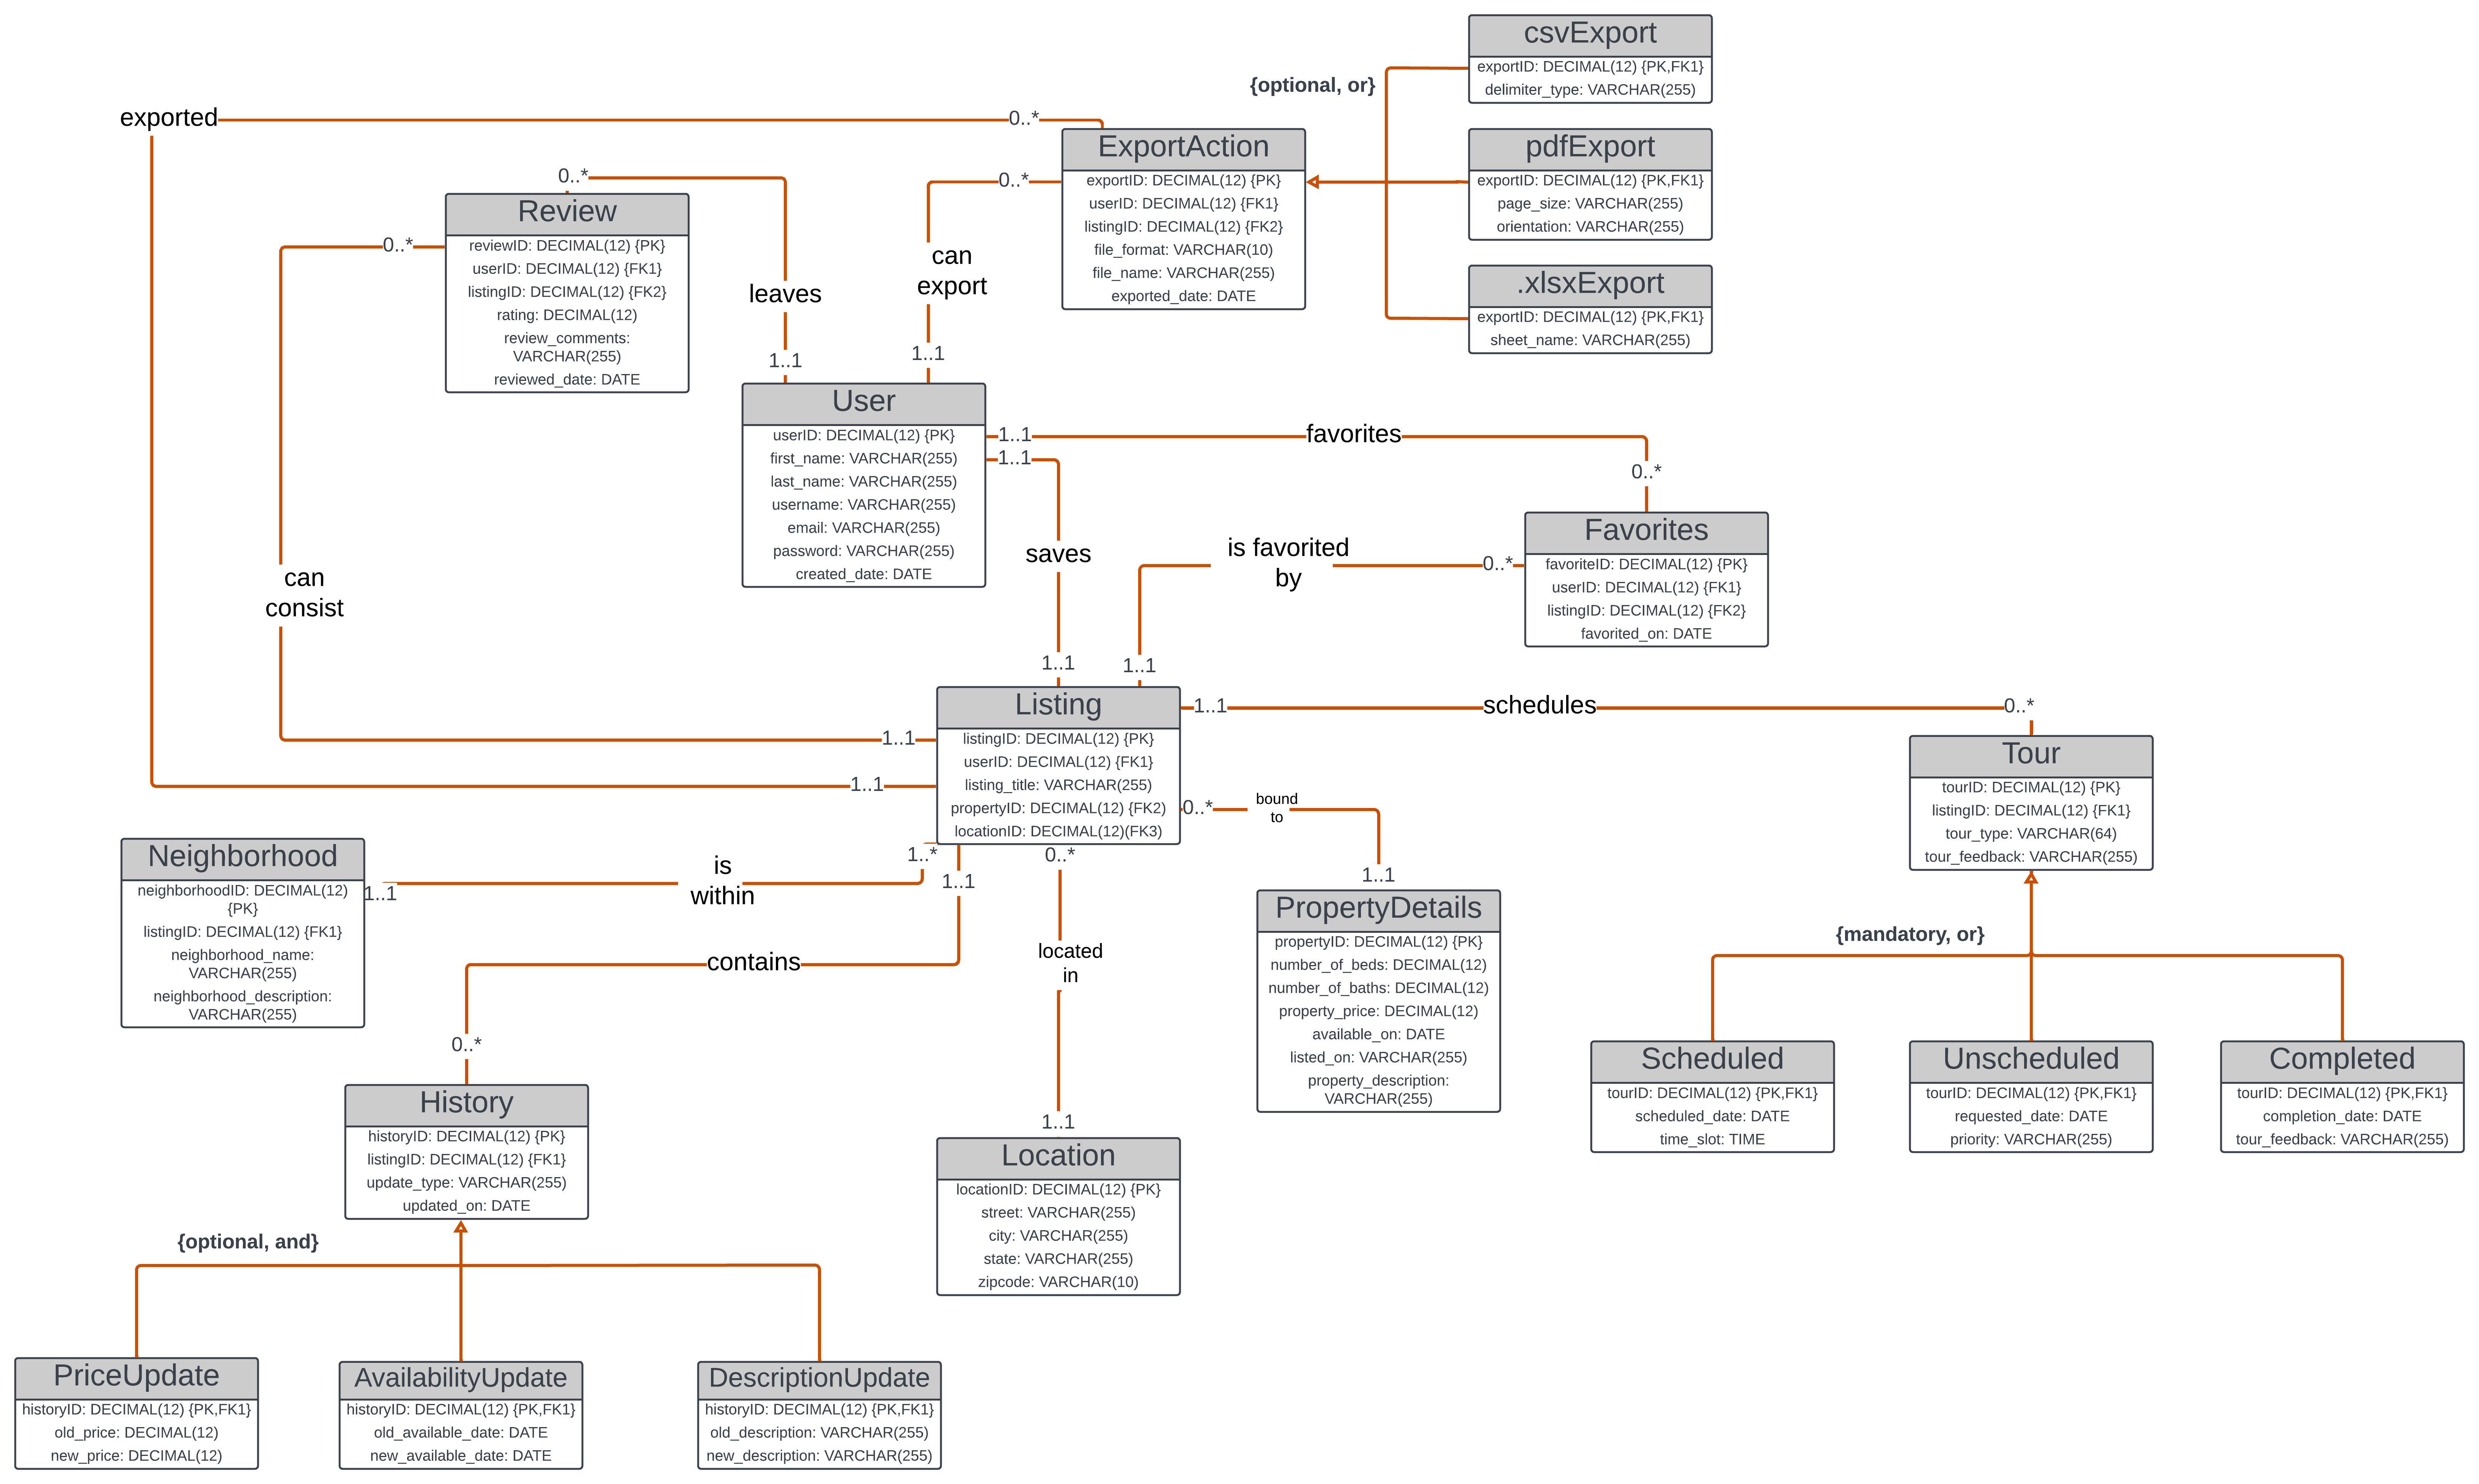 csvExport
exportID: DECIMAL(12) {PK,FK1}
delimiter_type: VARCHAR(255)
{optional, or}
exported
0..*
ExportAction
exportID: DECIMAL(12) {PK}
userID: DECIMAL(12) {FK1}
listingID: DECIMAL(12) {FK2}
file_format: VARCHAR(10)
file_name: VARCHAR(255)
exported_date: DATE
pdfExport
exportID: DECIMAL(12) {PK,FK1}
page_size: VARCHAR(255)
orientation: VARCHAR(255)
.xlsxExport
exportID: DECIMAL(12) {PK,FK1}
sheet_name: VARCHAR(255)
0..*
0..*
Review
reviewID: DECIMAL(12) {PK}
userID: DECIMAL(12) {FK1}
listingID: DECIMAL(12) {FK2}
rating: DECIMAL(12)
review_comments:
VARCHAR(255)
reviewed_date: DATE
0..*
leaves
1..1
can
export
1..1
User
userID: DECIMAL(12) {PK}
first_name: VARCHAR(255)
last_name: VARCHAR(255)
username: VARCHAR(255)
email: VARCHAR(255)
password: VARCHAR(255)
created_date: DATE
1..1
favorites
1..1
0..*
Favorites
favoriteID: DECIMAL(12) {PK}
userID: DECIMAL(12) {FK1}
listingID: DECIMAL(12) {FK2}
favorited_on: DATE
saves
is favorited
by
0..*
can
consist
1..1
1..1
Listing
listingID: DECIMAL(12) {PK}
userID: DECIMAL(12) {FK1}
listing_title: VARCHAR(255)
propertyID: DECIMAL(12) {FK2}
locationID: DECIMAL(12)(FK3)
1..1
schedules
0..*
1..1
1..1
Tour
tourID: DECIMAL(12) {PK}
listingID: DECIMAL(12) {FK1}
tour_type: VARCHAR(64)
tour_feedback: VARCHAR(255)
0..*
bound
to
1..1
Neighborhood
neighborhoodID: DECIMAL(12)
{PK}
listingID: DECIMAL(12) {FK1}
neighborhood_name:
VARCHAR(255)
neighborhood_description:
VARCHAR(255)
1..1
is
within
1..*
1..1
0..*
PropertyDetails
propertyID: DECIMAL(12) {PK}
number_of_beds: DECIMAL(12)
number_of_baths: DECIMAL(12)
property_price: DECIMAL(12)
available_on: DATE
listed_on: VARCHAR(255)
property_description:
VARCHAR(255)
{mandatory, or}
contains
located
in
0..*
1..1
Scheduled
tourID: DECIMAL(12) {PK,FK1}
scheduled_date: DATE
time_slot: TIME
Unscheduled
tourID: DECIMAL(12) {PK,FK1}
requested_date: DATE
priority: VARCHAR(255)
Completed
tourID: DECIMAL(12) {PK,FK1}
completion_date: DATE
tour_feedback: VARCHAR(255)
History
historyID: DECIMAL(12) {PK}
listingID: DECIMAL(12) {FK1}
update_type: VARCHAR(255)
updated_on: DATE
Location
locationID: DECIMAL(12) {PK}
street: VARCHAR(255)
city: VARCHAR(255)
state: VARCHAR(255)
zipcode: VARCHAR(10)
{optional, and}
PriceUpdate
historyID: DECIMAL(12) {PK,FK1}
old_price: DECIMAL(12)
new_price: DECIMAL(12)
AvailabilityUpdate
historyID: DECIMAL(12) {PK,FK1}
old_available_date: DATE
new_available_date: DATE
DescriptionUpdate
historyID: DECIMAL(12) {PK,FK1}
old_description: VARCHAR(255)
new_description: VARCHAR(255)